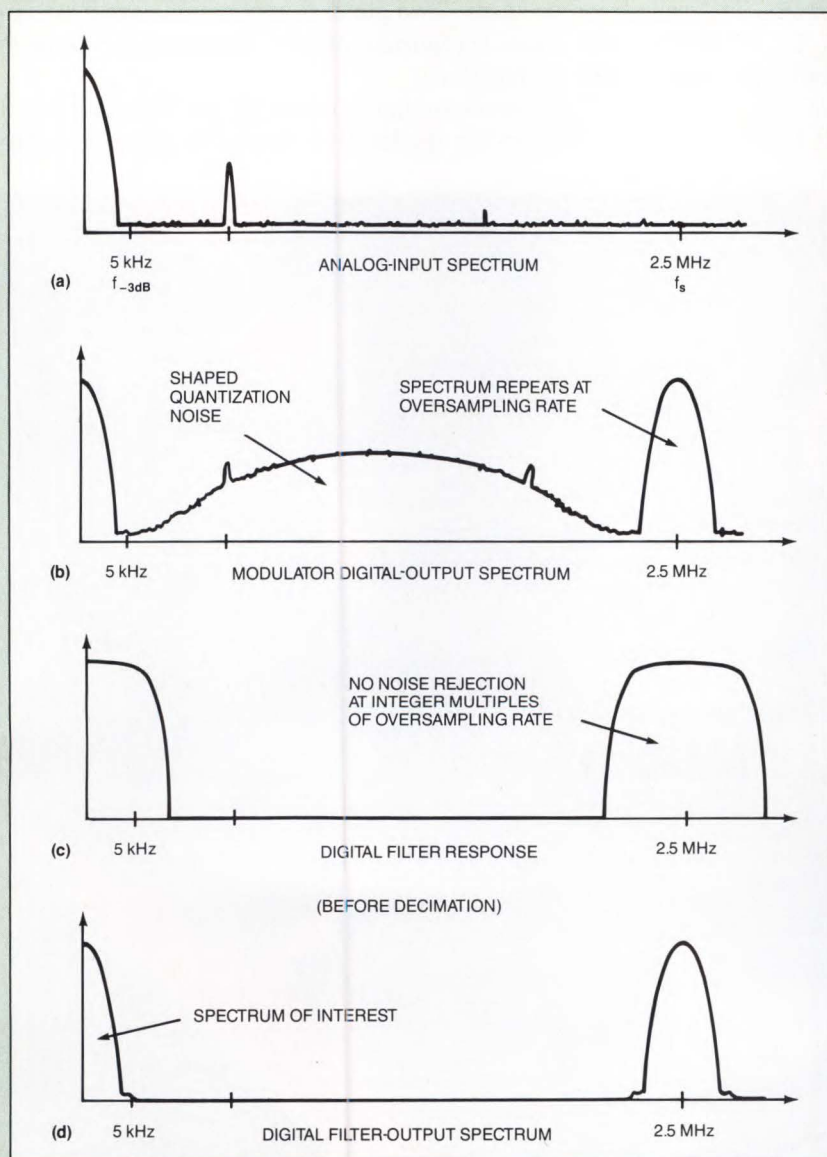 5 kHz
f-3dB
(a)
ANALOG-INPUT SPECTRUM
2.5 MHz
fs
SHAPED
QUANTIZATION
NOISE
SPECTRUM REPEATS AT
OVERSAMPLING RATE
(b)
5 kHz
MODULATOR DIGITAL-OUTPUT SPECTRUM
2.5 MHz
NO NOISE REJECTION
AT INTEGER MULTIPLES
OF OVERSAMPLING RATE
(c)
5 kHz
DIGITAL FILTER RESPONSE
2.5 MHz
(BEFORE DECIMATION)
SPECTRUM OF INTEREST
(d)
5 kHz
DIGITAL FILTER-OUTPUT SPECTRUM
2.5 MHz